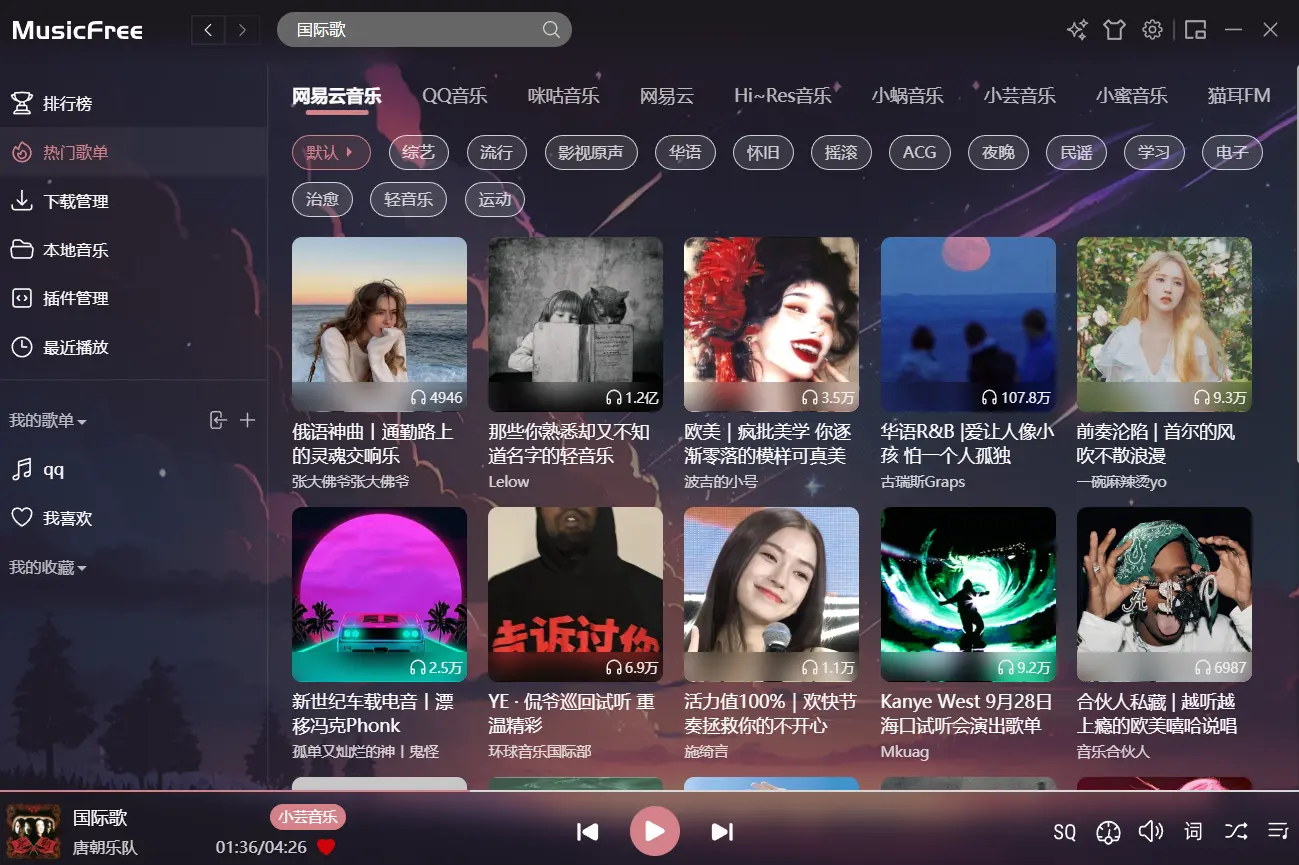 MusicFree
国际歌
排行榜
热门歌单
下载管理
本地音乐
插件管理
最近播放
我的歌单
qq
我喜欢
我的收藏
网易云音乐 QQ音乐 咪咕音乐 网易云 Hi~Res音乐 小蜗音乐 小芸音乐 小蜜音乐 猫耳FM
默认 综艺 流行 影视原声 华语 怀旧 摇滚 ACG 夜晚 民谣 学习 电子
治愈 轻音乐 运动
4946
俄语神曲丨通勤路上
的灵魂交响乐
张大佛爷张大佛爷
1.2亿
那些你熟悉却又不知
道名字的轻音乐
Lelow
3.5万
欧美｜疯批美学 你逐
渐零落的模样可真美
波吉的小号
107.8万
华语R&B |爱让人像小
孩 怕一个人孤独
古瑞斯Graps
9.3万
前奏沦陷 | 首尔的风
吹不散浪漫
一碗麻辣烫yo
2.5万
新世纪车载电音丨漂
移冯克Phonk
孤单又灿烂的神丨鬼怪
告诉过你
6.9万
YE · 侃爷巡回试听 重
温精彩
环球音乐国际部
1.1万
活力值100%｜欢快节
奏拯救你的不开心
施绮言
9.2万
Kanye West 9月28日
海口试听会演出歌单
Mkuag
6987
合伙人私藏 | 越听越
上瘾的欧美嘻哈说唱
音乐合伙人
国际歌 小芸音乐
唐朝乐队 01:36/04:26
SQ 词